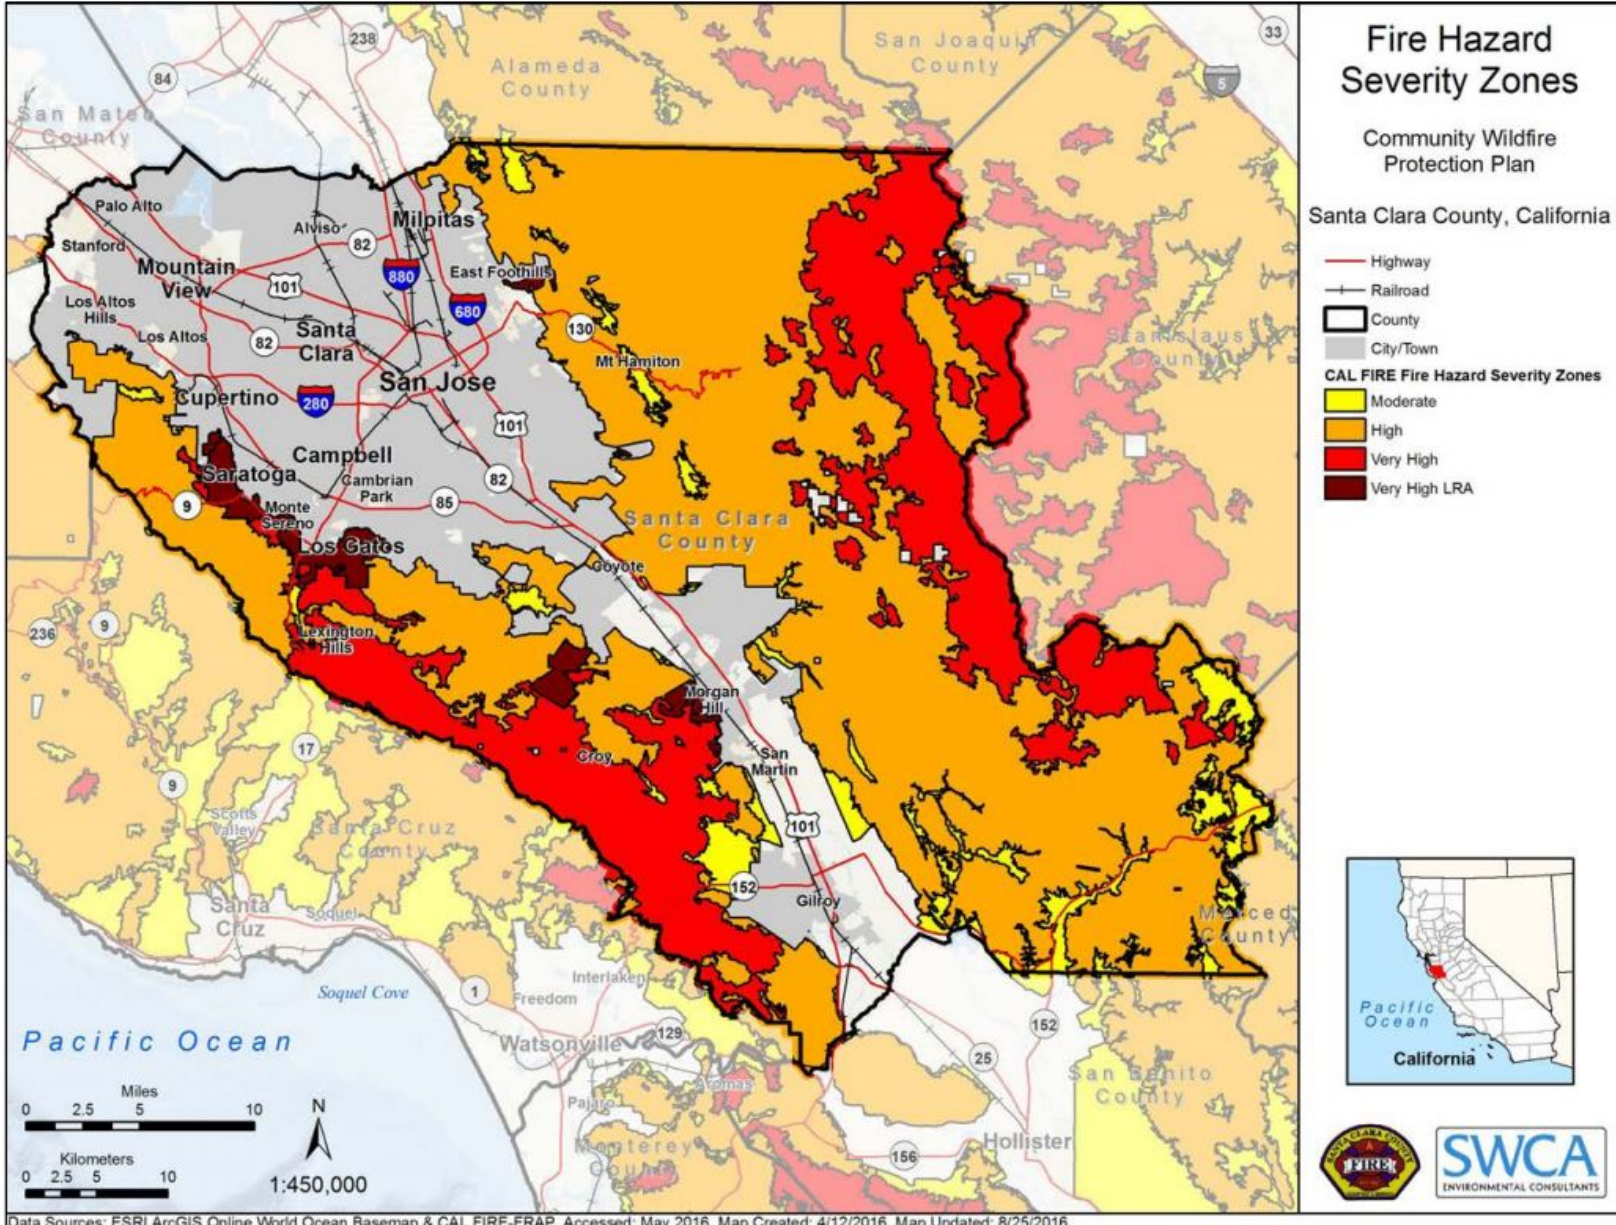 Fire Hazard
Severity Zones
Community Wildfire
Protection Plan
Santa Clara County, California
Highway
Railroad
County
City/Town
CAL FIRE Fire Hazard Severity Zones
Moderate
High
Very High
Very High LRA
Pacific
Ocean
California
SANTA CLARA COUNTY
FIRE
SWCA
ENVIRONMENTAL CONSULTANTS
238
33
San Joaquin
County
Alameda
County
84
5
San Mateo
County
Palo Alto
Milpitas
Alviso
Stanford
82
Mountain
View
880
East Foothills
101
680
Los Altos
Hills
Santa
Clara
130
Los Altos
82
Stanislaus
County
Mt Hamiton
San Jose
Cupertino
280
101
Campbell
Saratoga
Cambrian
Park
82
9
85
Monte
Sereno
Santa Clara
County
Los Gatos
Coyote
236
9
Lexington
Hills
Morgan
Hill
17
Croy
San
Martin
9
Scotts
Valley
Santa Cruz
County
101
152
Gilroy
Santa
Cruz
Soquel
Merced
County
Interlaken
Soquel Cove
1
Freedom
152
Pacific Ocean
Watsonville
129
25
Aromas
San Benito
County
Pajaro
Monterey
County
Hollister
156
Miles
0 2.5 5 10
N
Kilometers
0 2.5 5 10
1:450,000
Data Sources: ESRI ArcGIS Online World Ocean Basemap & CAL FIRE-FRAP Accessed: May 2016 Map Created: 4/12/2016 Map Updated: 8/25/2016